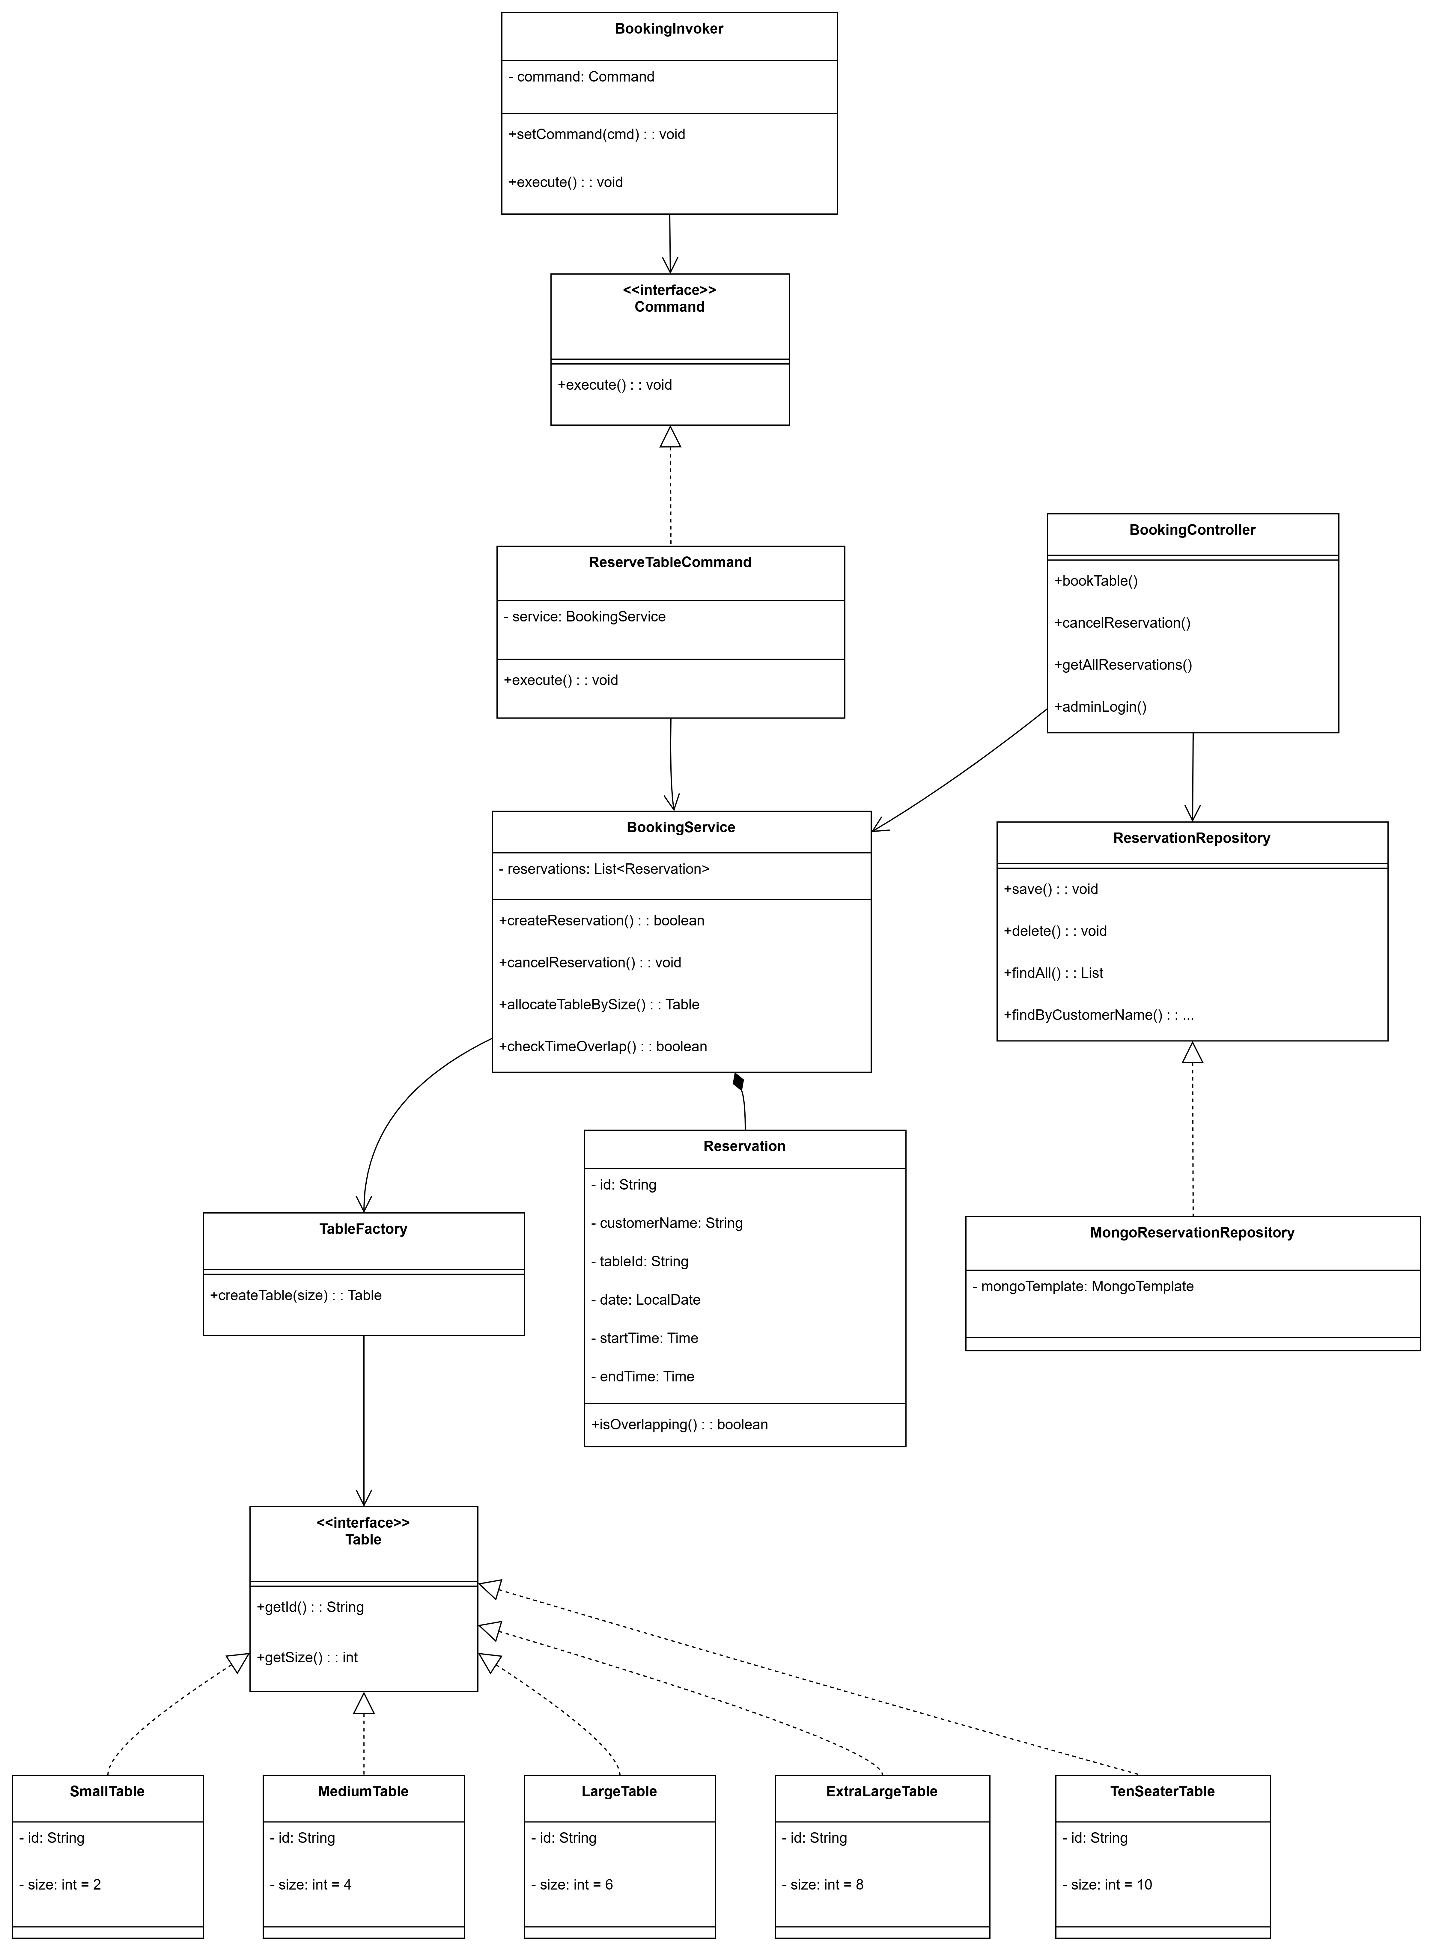 BookingInvoker
- command: Command
+setCommand(cmd) : : void
+execute() : : void
<<interface>>
Command
+execute() : : void
ReserveTableCommand
- service: BookingService
+execute() : : void
BookingController
+bookTable()
+cancelReservation()
+getAllReservations()
+adminLogin()
BookingService
- reservations: List<Reservation>
+createReservation() : : boolean
+cancelReservation() : : void
+allocateTableBySize() : : Table
+checkTimeOverlap() : : boolean
ReservationRepository
+save() : : void
+delete() : : void
+findAll() : : List
+findByCustomerName() : : ...
Reservation
- id: String
- customerName: String
- tableId: String
- date: LocalDate
- startTime: Time
- endTime: Time
+isOverlapping() : : boolean
TableFactory
+createTable(size) : : Table
MongoReservationRepository
- mongoTemplate: MongoTemplate
<<interface>>
Table
+getId() : : String
+getSize() : : int
SmallTable
- id: String
- size: int = 2
MediumTable
- id: String
- size: int = 4
LargeTable
- id: String
- size: int = 6
ExtraLargeTable
- id: String
- size: int = 8
TenSeaterTable
- id: String
- size: int = 10